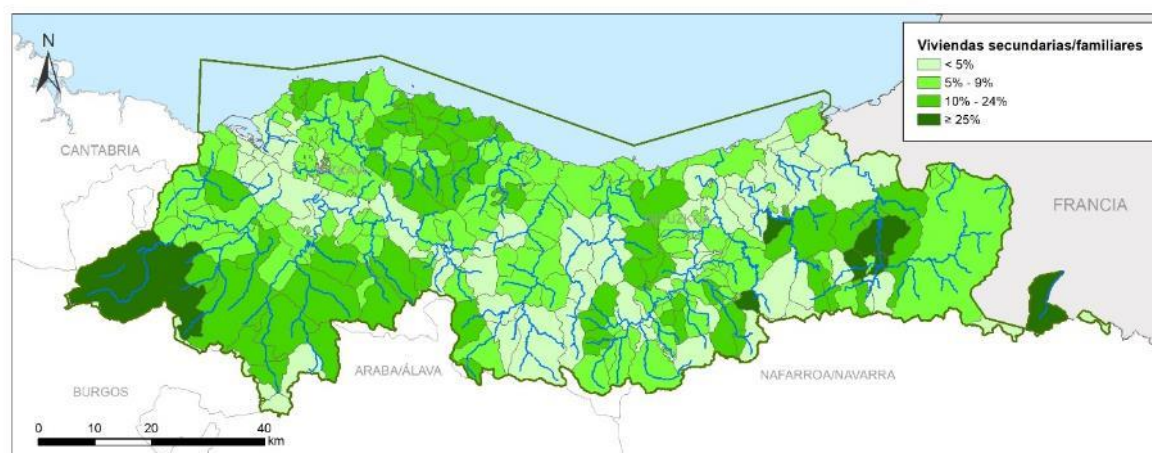 N
Viviendas secundarias/familiares
< 5%
5% - 9%
10% - 24%
≥ 25%
CANTABRIA
FRANCIA
BURGOS
ARABA/ÁLAVA
NAFARROA/NAVARRA
0 10 20 40
km